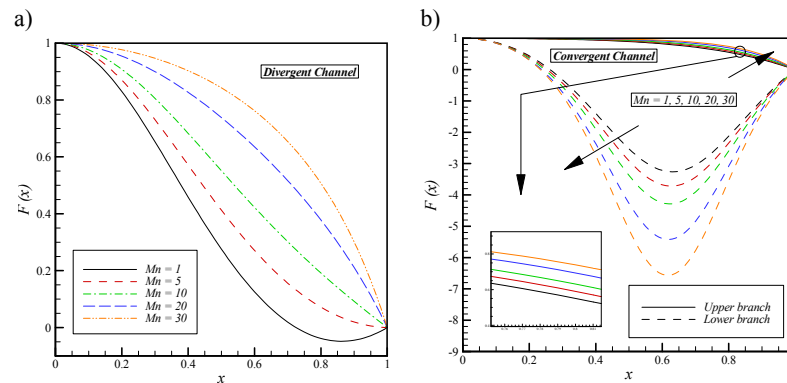 a)
Divergent Channel
F (x)
1
0.8
0.6
0.4
0.2
0
0 0.2 0.4 0.6 0.8 1
x
Mn = 1
Mn = 5
Mn = 10
Mn = 20
Mn = 30
b)
Convergent Channel
Mn = 1, 5, 10, 20, 30
F (x)
1
0
-1
-2
-3
-4
-5
-6
-7
-8
-9
0 0.2 0.4 0.6 0.8
x
Upper branch
Lower branch